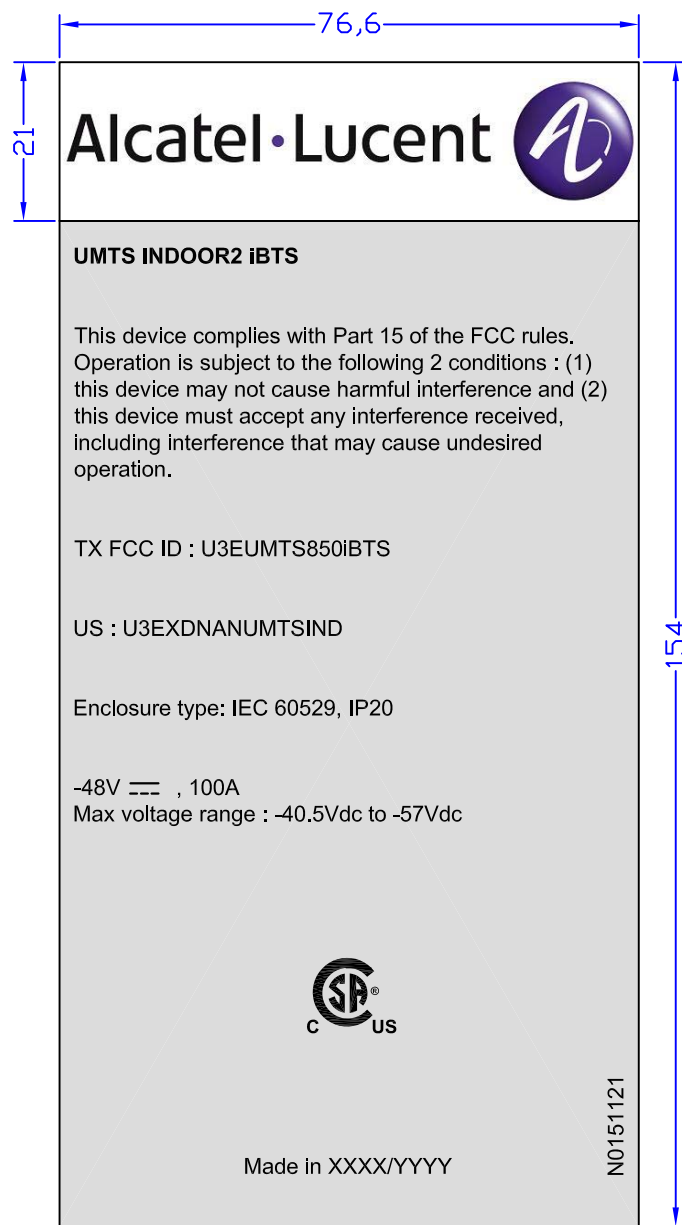 76,6
21
Alcatel·Lucent
UMTS INDOOR2 iBTS
This device complies with Part 15 of the FCC rules.
Operation is subject to the following 2 conditions : (1)
this device may not cause harmful interference and (2)
this device must accept any interference received,
including interference that may cause undesired
operation.
TX FCC ID : U3EUMTS850iBTS
US : U3EXDNANUMTSIND
154
Enclosure type: IEC 60529, IP20
-48V ⎓ , 100A
Max voltage range : -40.5Vdc to -57Vdc
CSA®
C US
N0151121
Made in XXXX/YYYY